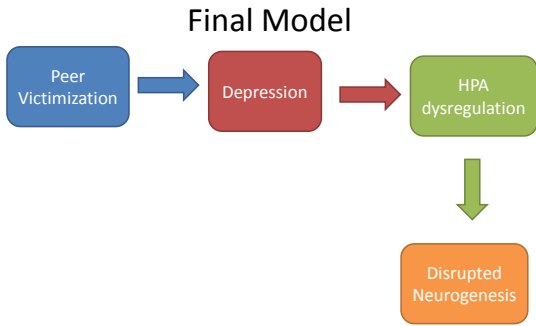 Final Model
Peer
Victimization
Depression
HPA
dysregulation
Disrupted
Neurogenesis